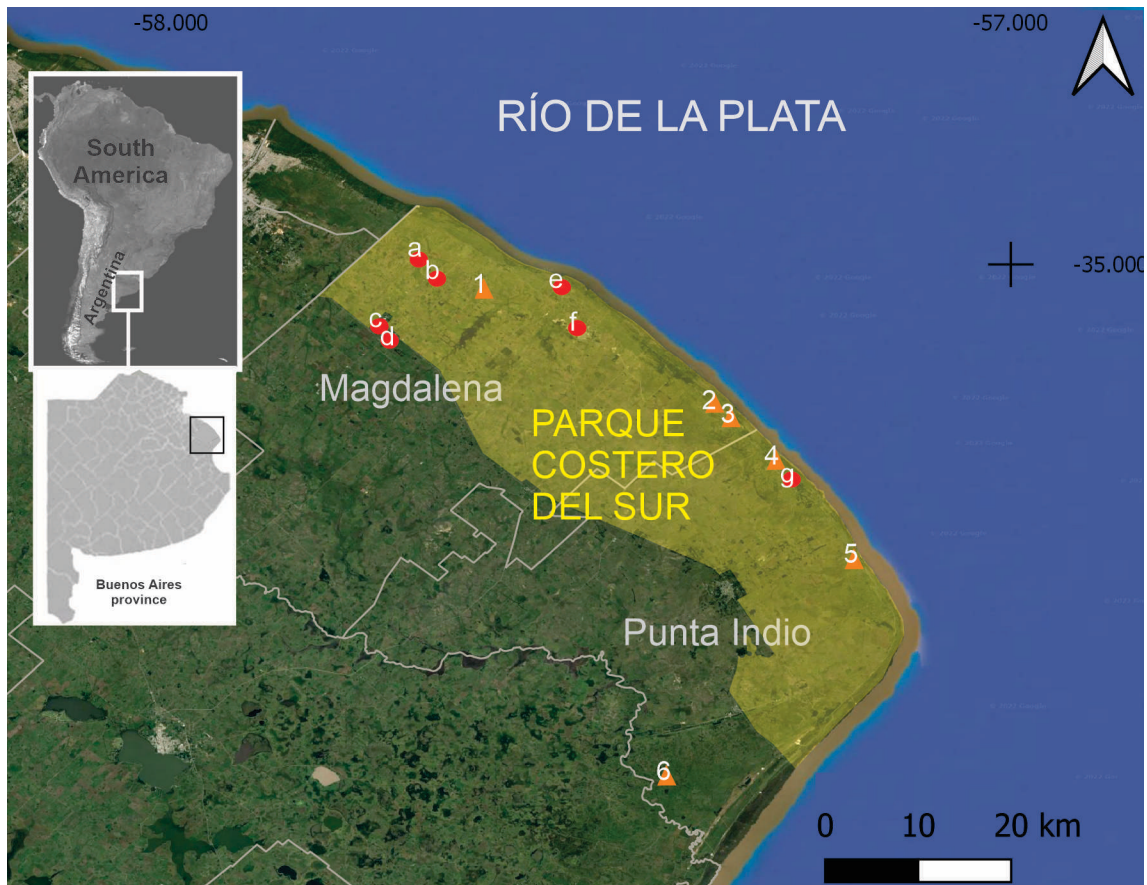 -58.000
-57.000
RÍO DE LA PLATA
South
America
Argentina
-35.000
a
b
1
e
c
d
f
Magdalena
2
3
PARQUE
COSTERO
DEL SUR
4
g
5
Buenos Aires
province
Punta Indio
6
0 10 20 km